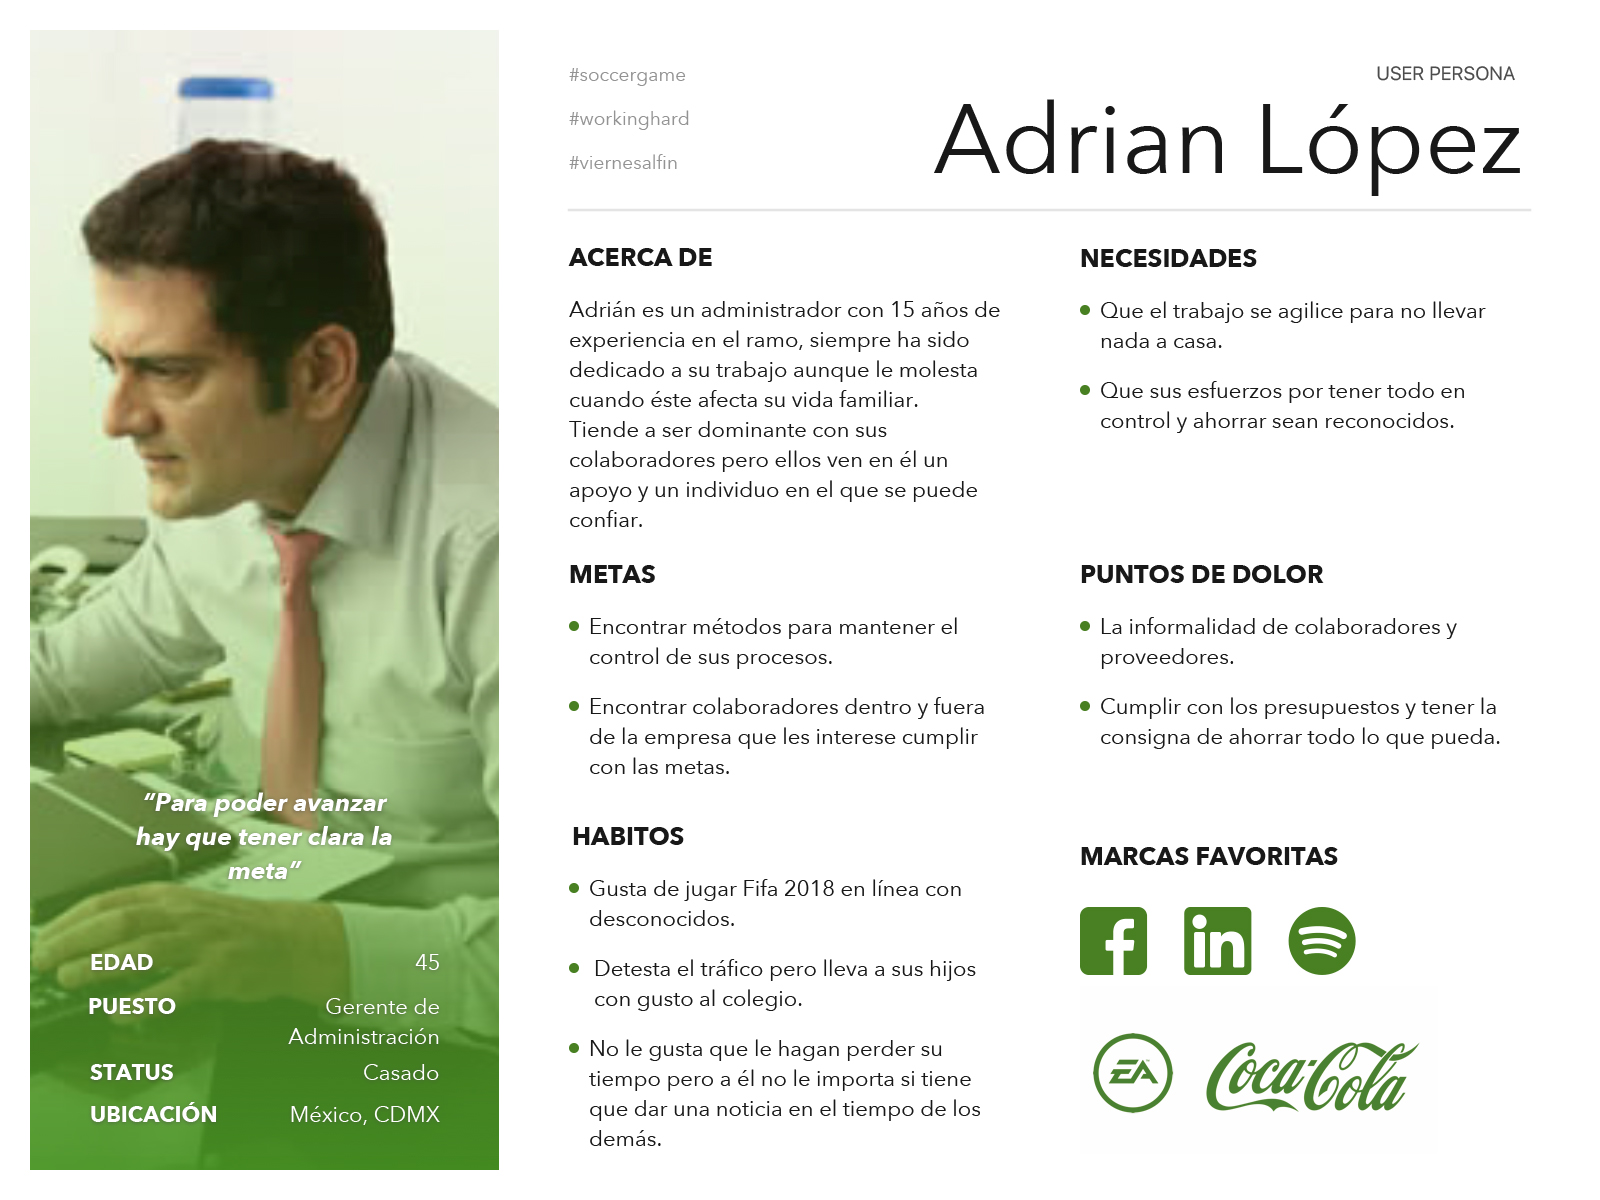 #soccergame
#workinghard
#viernesalfin
USER PERSONA
Adrian López
ACERCA DE
Adrián es un administrador con 15 años de
experiencia en el ramo, siempre ha sido
dedicado a su trabajo aunque le molesta
cuando éste afecta su vida familiar.
Tiende a ser dominante con sus
colaboradores pero ellos ven en él un
apoyo y un individuo en el que se puede
confiar.
NECESIDADES
Que el trabajo se agilice para no llevar
nada a casa.
Que sus esfuerzos por tener todo en
control y ahorrar sean reconocidos.
METAS
Encontrar métodos para mantener el
control de sus procesos.
Encontrar colaboradores dentro y fuera
de la empresa que les interese cumplir
con las metas.
PUNTOS DE DOLOR
La informalidad de colaboradores y
proveedores.
Cumplir con los presupuestos y tener la
consigna de ahorrar todo lo que pueda.
HABITOS
Gusta de jugar Fifa 2018 en línea con
desconocidos.
Detesta el tráfico pero lleva a sus hijos
con gusto al colegio.
No le gusta que le hagan perder su
tiempo pero a él no le importa si tiene
que dar una noticia en el tiempo de los
demás.
MARCAS FAVORITAS
f
in
EA
Coca-Cola
“Para poder avanzar
hay que tener clara la
meta”
EDAD 45
PUESTO Gerente de
Administración
STATUS Casado
UBICACIÓN México, CDMX